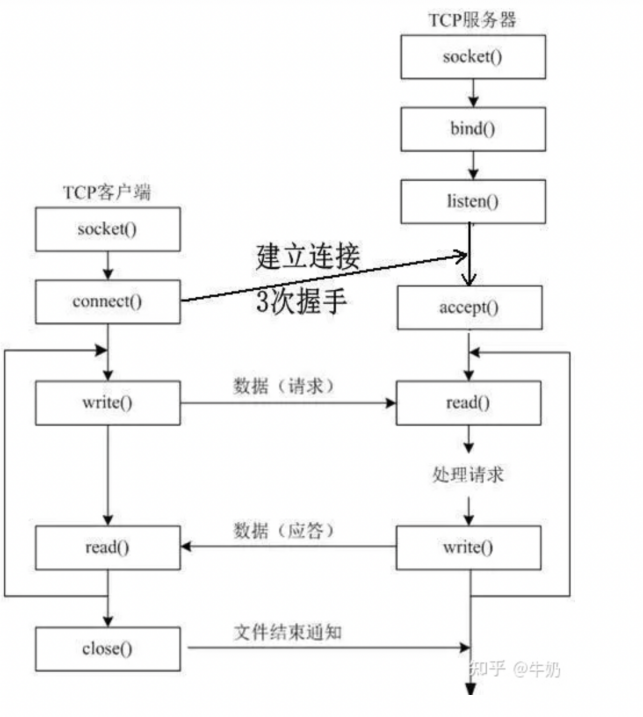 TCP服务器
socket()
bind()
listen()
TCP客户端
socket()
建立连接
connect()
3次握手
accept()
write()
数据（请求）
read()
处理请求
read()
数据（应答）
write()
close()
文件结束通知
知乎 @牛奶